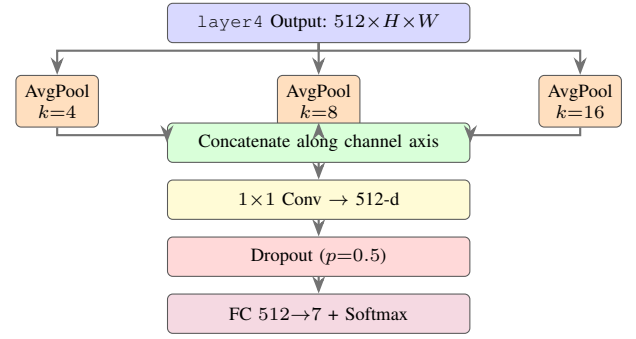 layer4 Output: 512×H×W
AvgPool
k=4
AvgPool
k=8
AvgPool
k=16
Concatenate along channel axis
1×1 Conv → 512-d
Dropout (p=0.5)
FC 512→7 + Softmax